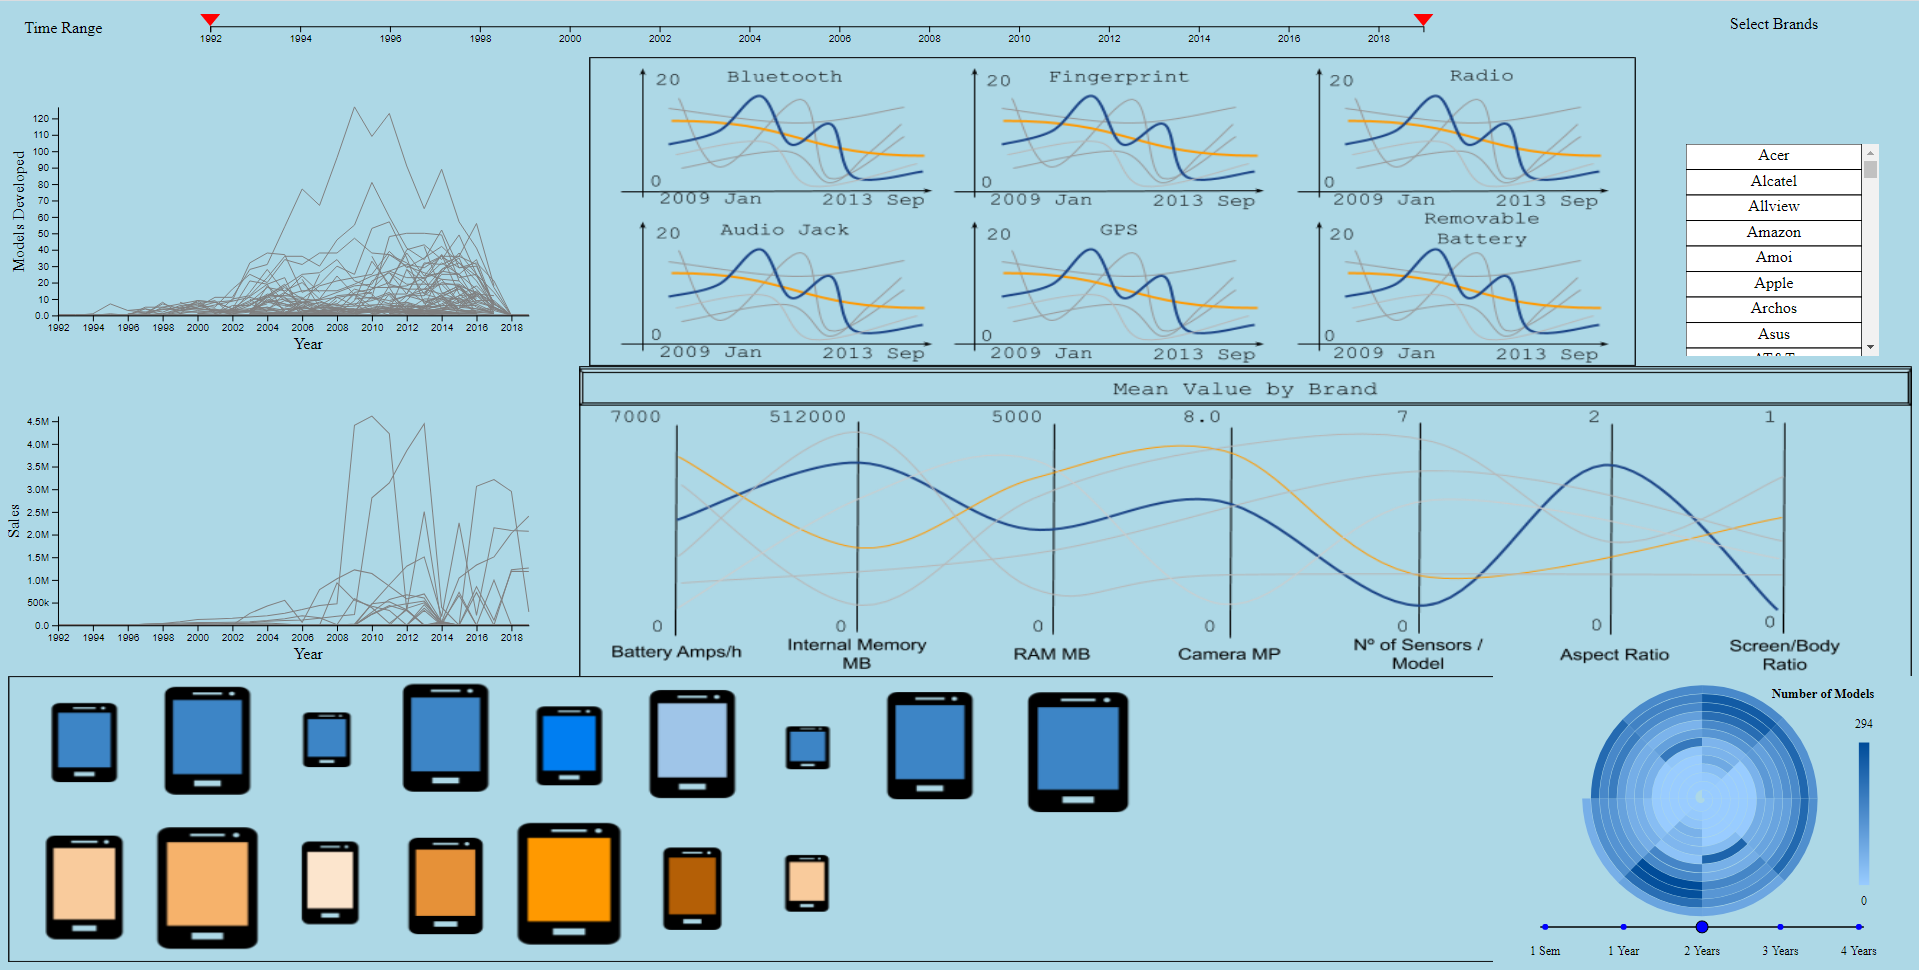 Time Range
1992 1994 1996 1998 2000 2002 2004 2006 2008 2010 2012 2014 2016 2018
Select Brands
Models Developed
120
110
100
90
80
70
60
50
40
30
20
10
0.0
1992 1994 1996 1998 2000 2002 2004 2006 2008 2010 2012 2014 2016 2018
Year
20 Bluetooth
0
2009 Jan 2013 Sep
20 Fingerprint
0
2009 Jan 2013 Sep
20 Radio
0
2009 Jan 2013 Sep
20 Audio Jack
0
2009 Jan 2013 Sep
20 GPS
0
2009 Jan 2013 Sep
20 Removable
Battery
0
2009 Jan 2013 Sep
Acer
Alcatel
Allview
Amazon
Amoi
Apple
Archos
Asus
Sales
4.5M
4.0M
3.5M
3.0M
2.5M
2.0M
1.5M
1.0M
500k
0.0
1992 1994 1996 1998 2000 2002 2004 2006 2008 2010 2012 2014 2016 2018
Year
Mean Value by Brand
7000 512000 5000 8.0 7 2 1
0 0 0 0 0 0 0
Battery Amps/h
Internal Memory
MB
RAM MB
Camera MP
Nº of Sensors /
Model
Aspect Ratio
Screen/Body
Ratio
Number of Models
294
0
1 Sem 1 Year 2 Years 3 Years 4 Years